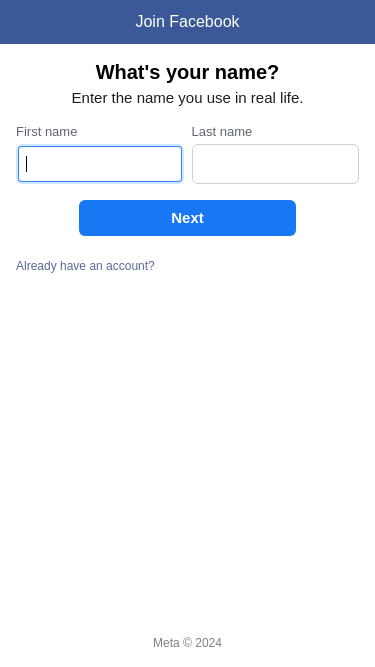 Join Facebook
What's your name?
Enter the name you use in real life.
First name
Last name
Next
Already have an account?
Meta © 2024